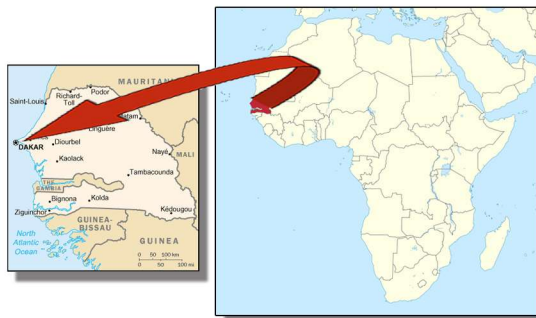 MAURITANIA
Podor
Richard-
Toll
Saint-Louis
Matam
Linguère
DAKAR
Diourbel
Nayé
MALI
Kaolack
Tambacounda
THE
GAMBIA
Bignona
Kolda
Kédougou
Ziguinchor
GUINEA-
BISSAU
North
Atlantic
Ocean
GUINEA
0 50 100 km
0 50 100 mi